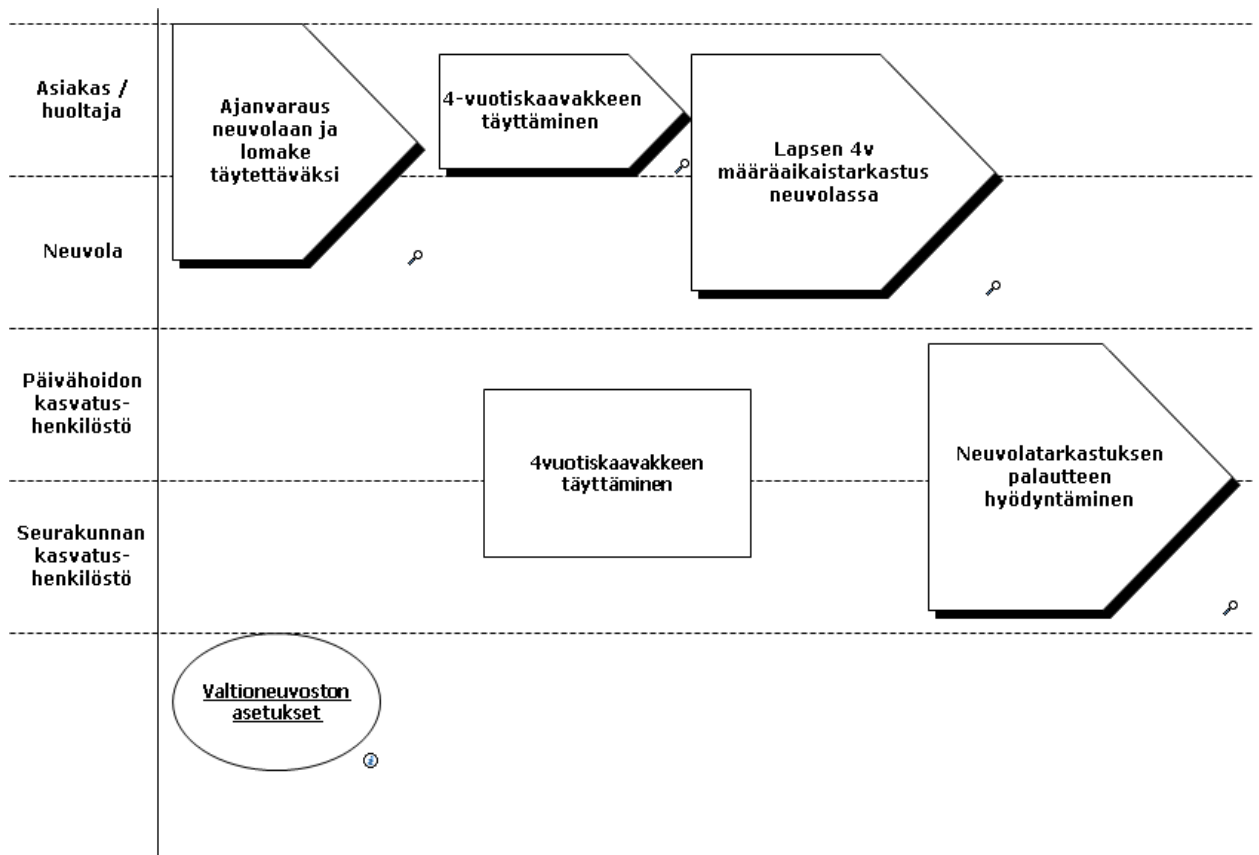 Asiakas /
huoltaja
Ajanvaraus
neuvolaan ja
lomake
täytettäväksi
4-vuotiskaavakkeen
täyttäminen
Lapsen 4v
määräaikaistarkastus
neuvolassa
Neuvola
Päivähoidon
kasvatus-
henkilöstö
4vuotiskaavakkeen
täyttäminen
Neuvolatarkastuksen
palautteen
hyödyntäminen
Seurakunnan
kasvatus-
henkilöstö
Valtioneuvoston
asetukset